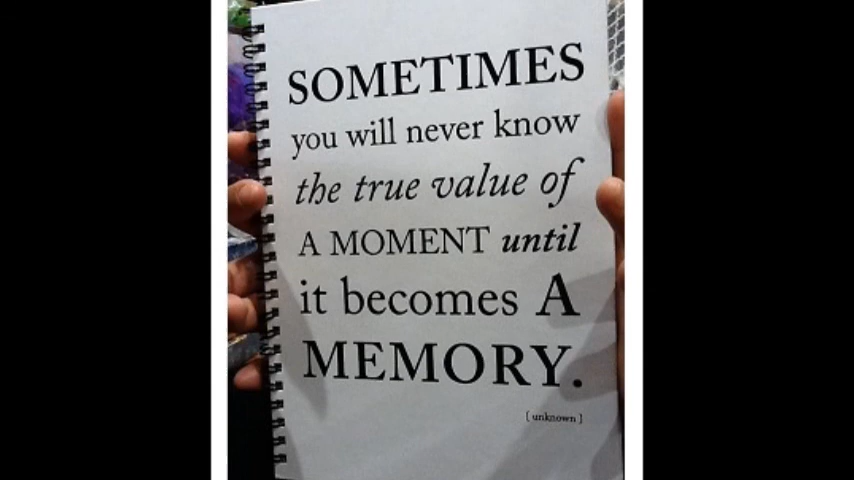 SOMETIMES
you will never know
the true value of
A MOMENT until
it becomes A
MEMORY.
[ unknown ]